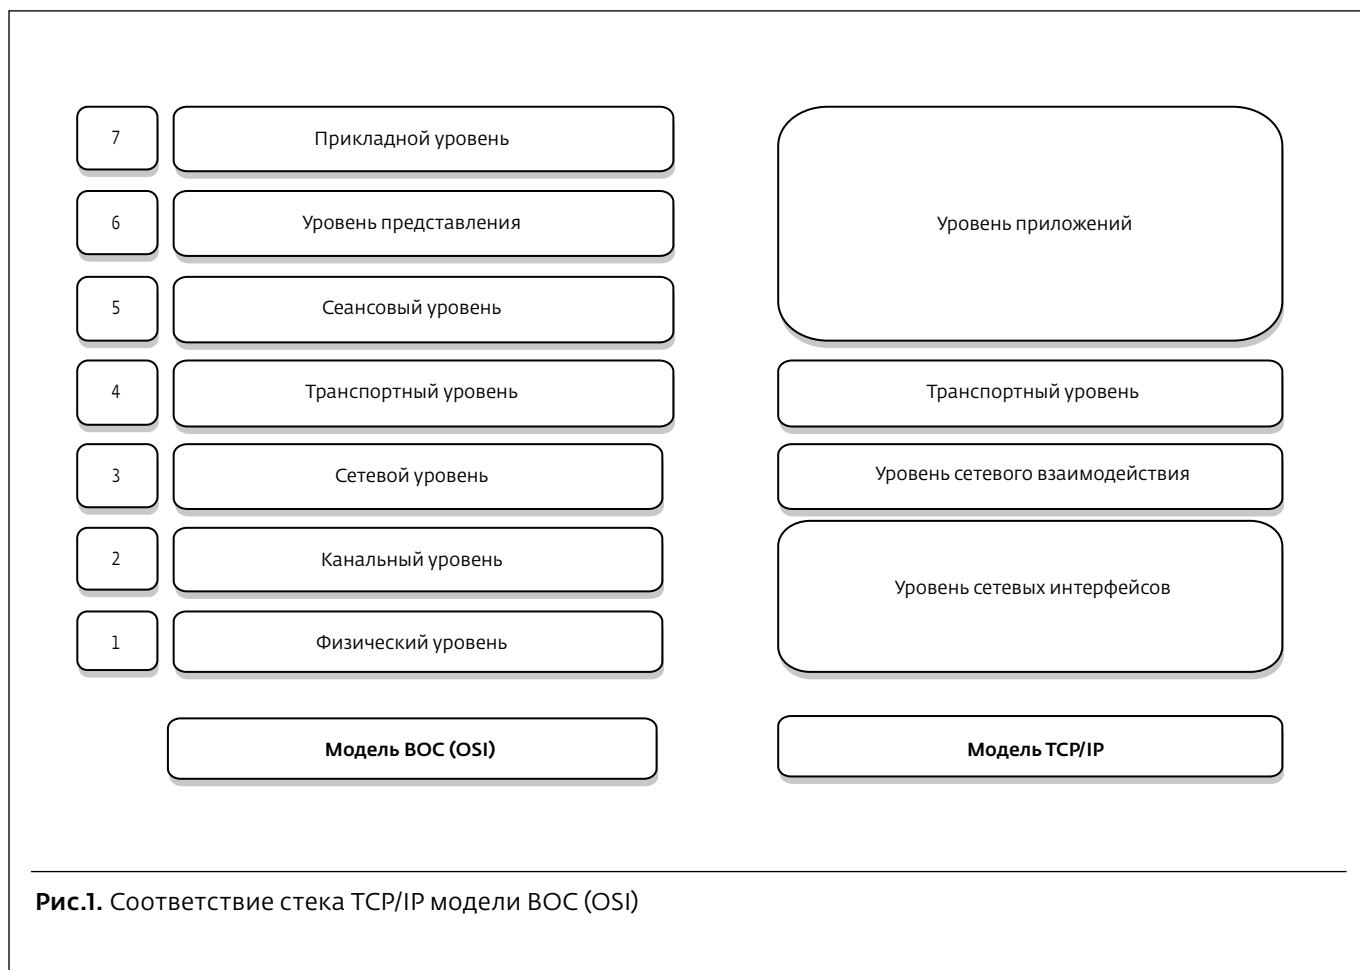 7
Прикладной уровень
6
Уровень представления
5
Сеансовый уровень
4
Транспортный уровень
3
Сетевой уровень
2
Канальный уровень
1
Физический уровень
Модель ВОС (OSI)
Уровень приложений
Транспортный уровень
Уровень сетевого взаимодействия
Уровень сетевых интерфейсов
Модель TCP/IP
Рис.1. Соответствие стека TCP/IP модели ВОС (OSI)